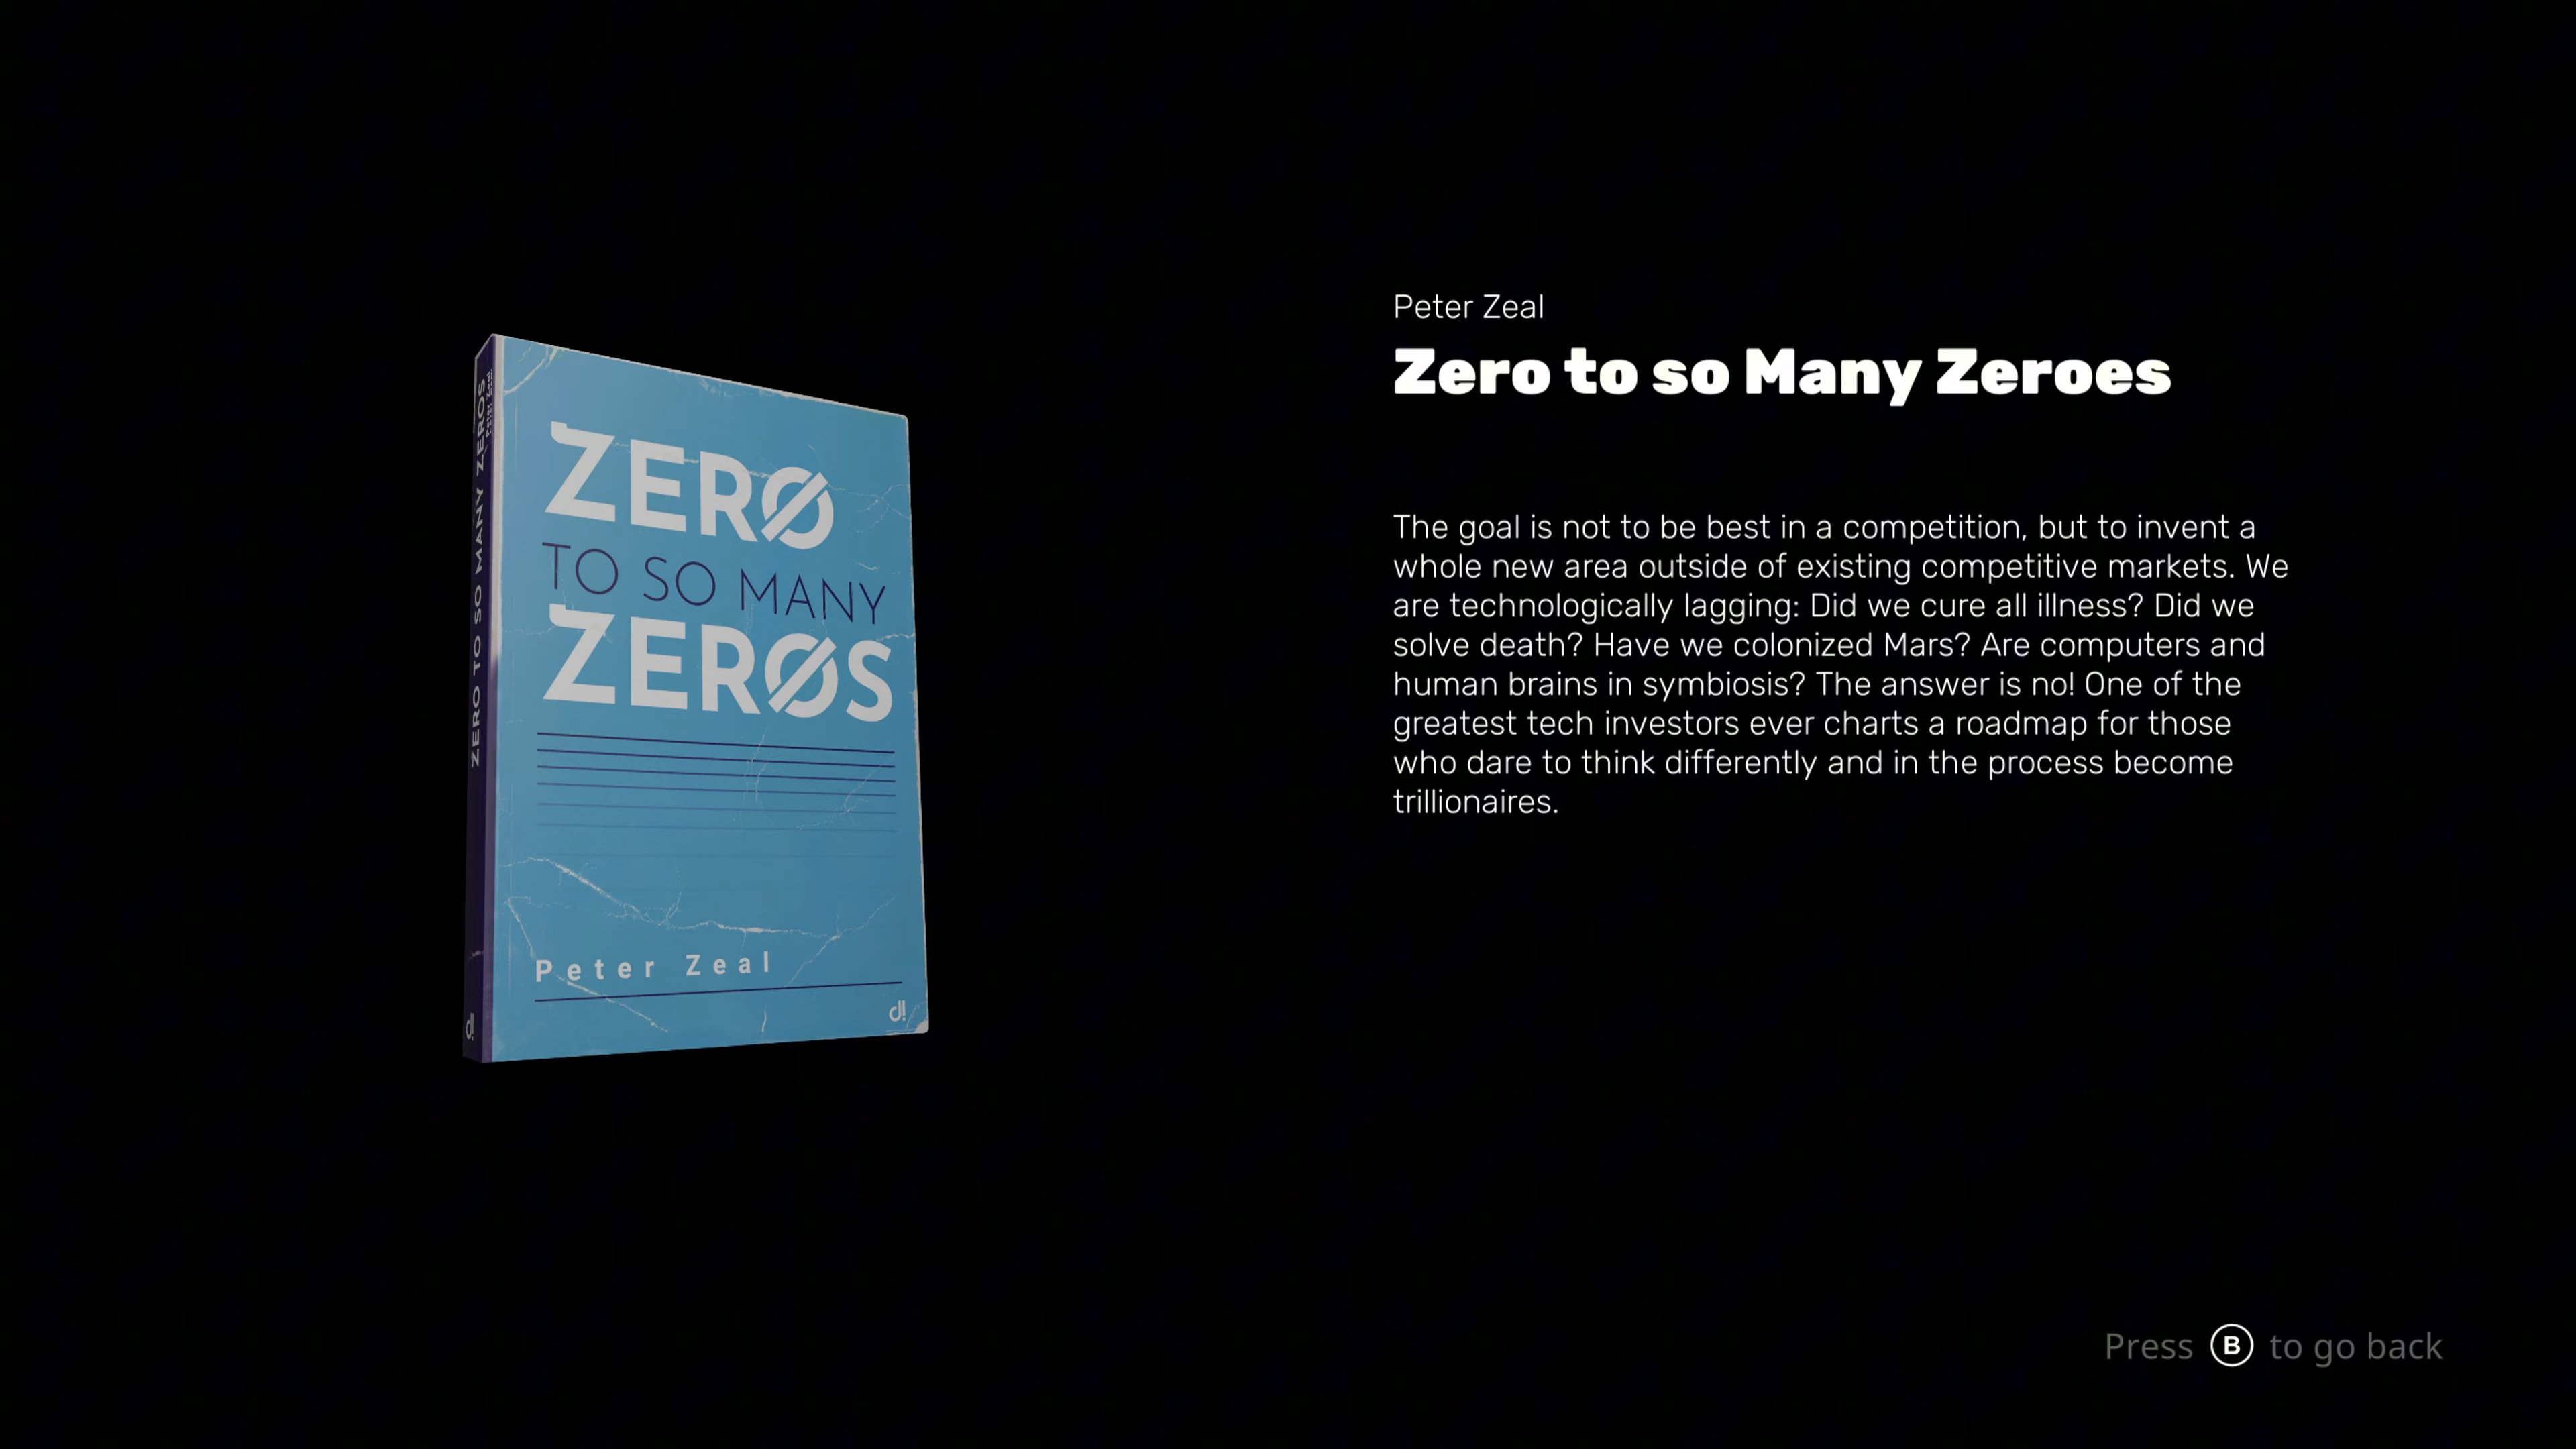 ZERO TO SO MANY ZEROS
Peter Zeal
d!
ZERØ
TO SO MANY
ZERØS
Peter Zeal
d!
Peter Zeal
Zero to so Many Zeroes
The goal is not to be best in a competition, but to invent a
whole new area outside of existing competitive markets. We
are technologically lagging: Did we cure all illness? Did we
solve death? Have we colonized Mars? Are computers and
human brains in symbiosis? The answer is no! One of the
greatest tech investors ever charts a roadmap for those
who dare to think differently and in the process become
trillionaires.
Press B to go back